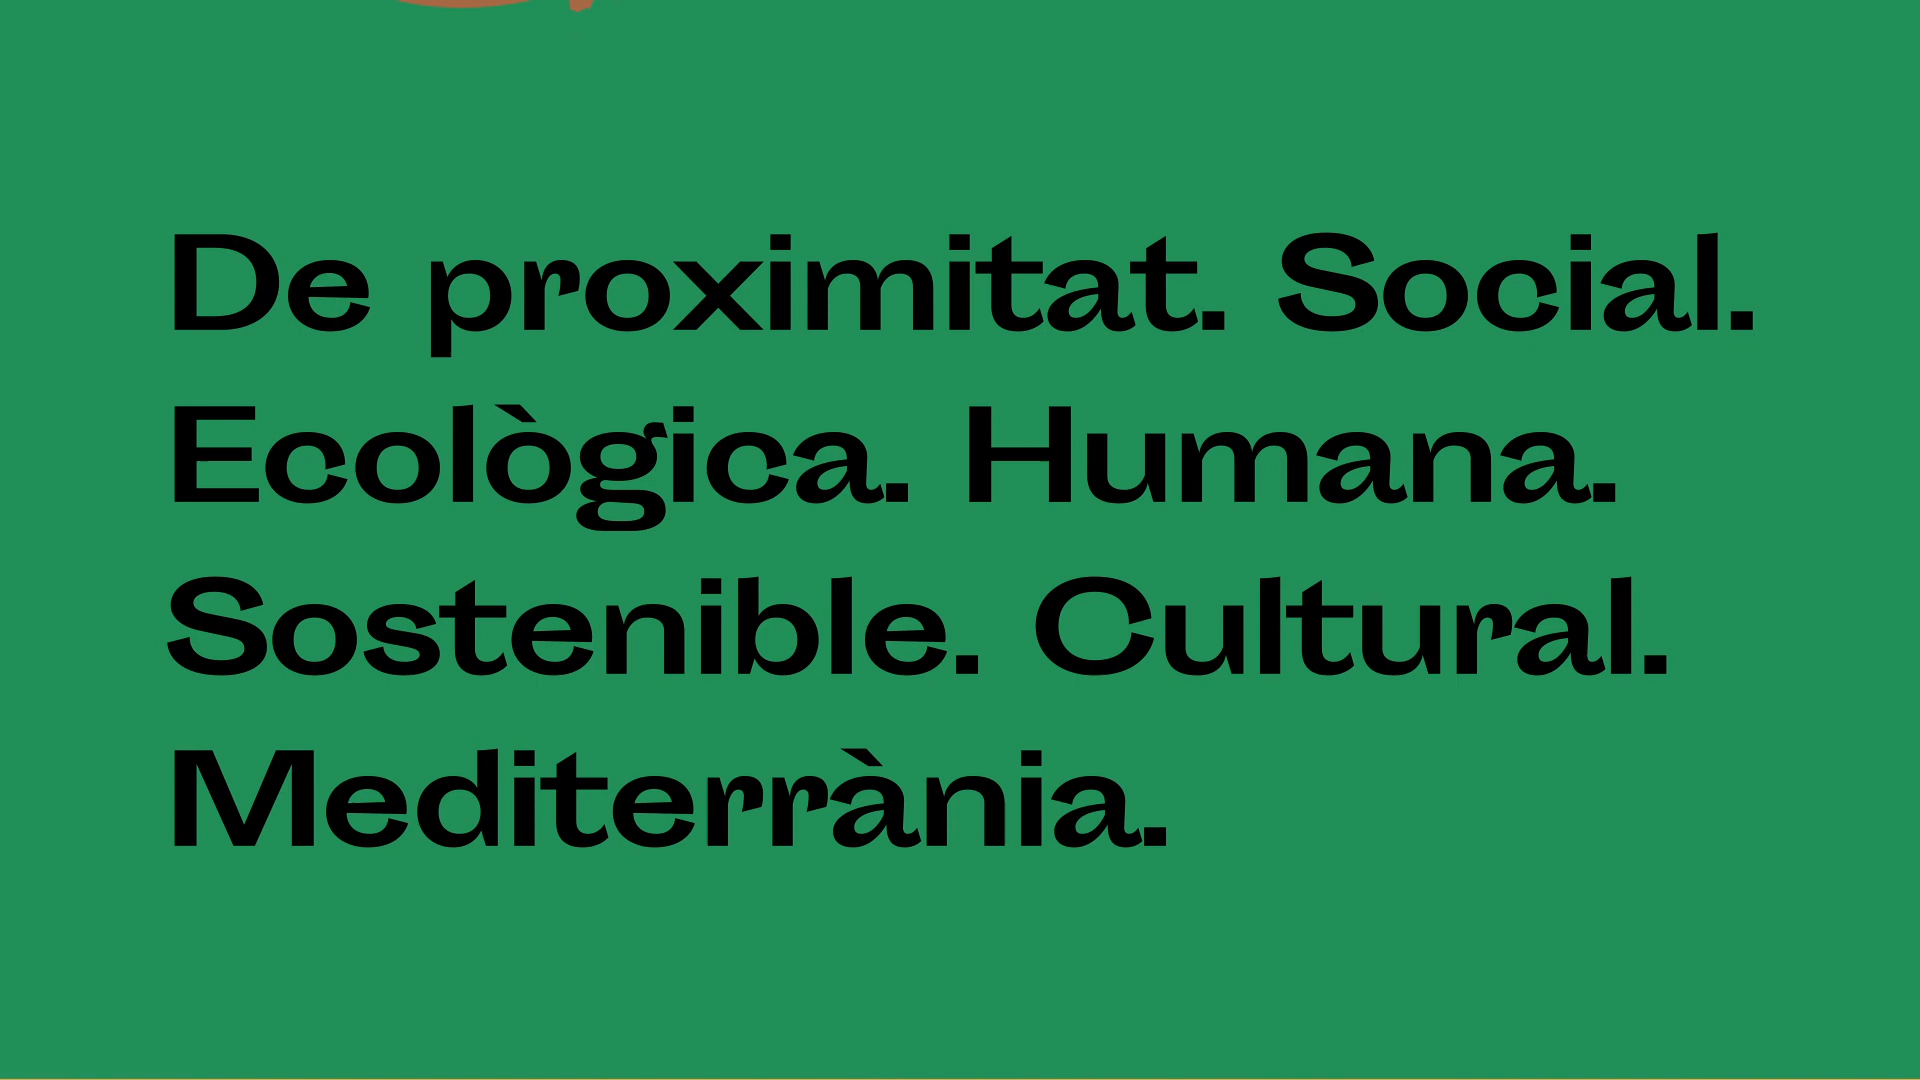 De proximitat. Social.
Ecològica. Humana.
Sostenible. Cultural.
Mediterrània.